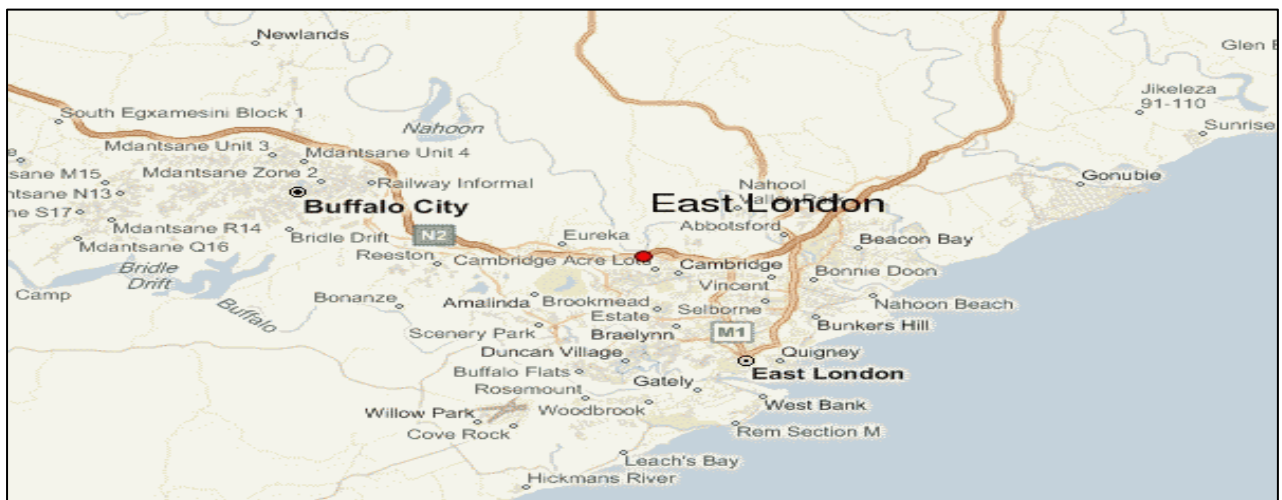 Newlands
Glen E
Jikeleza
91-110
South Egxamesini Block 1
Nahoon
Sunrise
Mdantsane Unit 3
Mdantsane Unit 4
sane M15
Mdantsane Zone 2
Railway Informal
Gonubie
ntsane N13
Nahool
East London
ne S17
Buffalo City
Mdantsane R14
Abbotsford
N2
Bridle Drift
Eureka
Beacon Bay
Mdantsane Q16
Reeston
Cambridge Acre Lots
Cambridge
Bonnie Doon
Bridle
Drift
Vincent
Camp
Buffalo
Bonanze
Amalinda
Brookmead
Estate
Selborne
Nahoon Beach
Scenery Park
Braelynn
M1
Bunkers Hill
Duncan Village
Quigney
Buffalo Flats
East London
Rosemount
Gately
Willow Park
Woodbrook
West Bank
Cove Rock
Rem Section M
Leach's Bay
Hickmans River